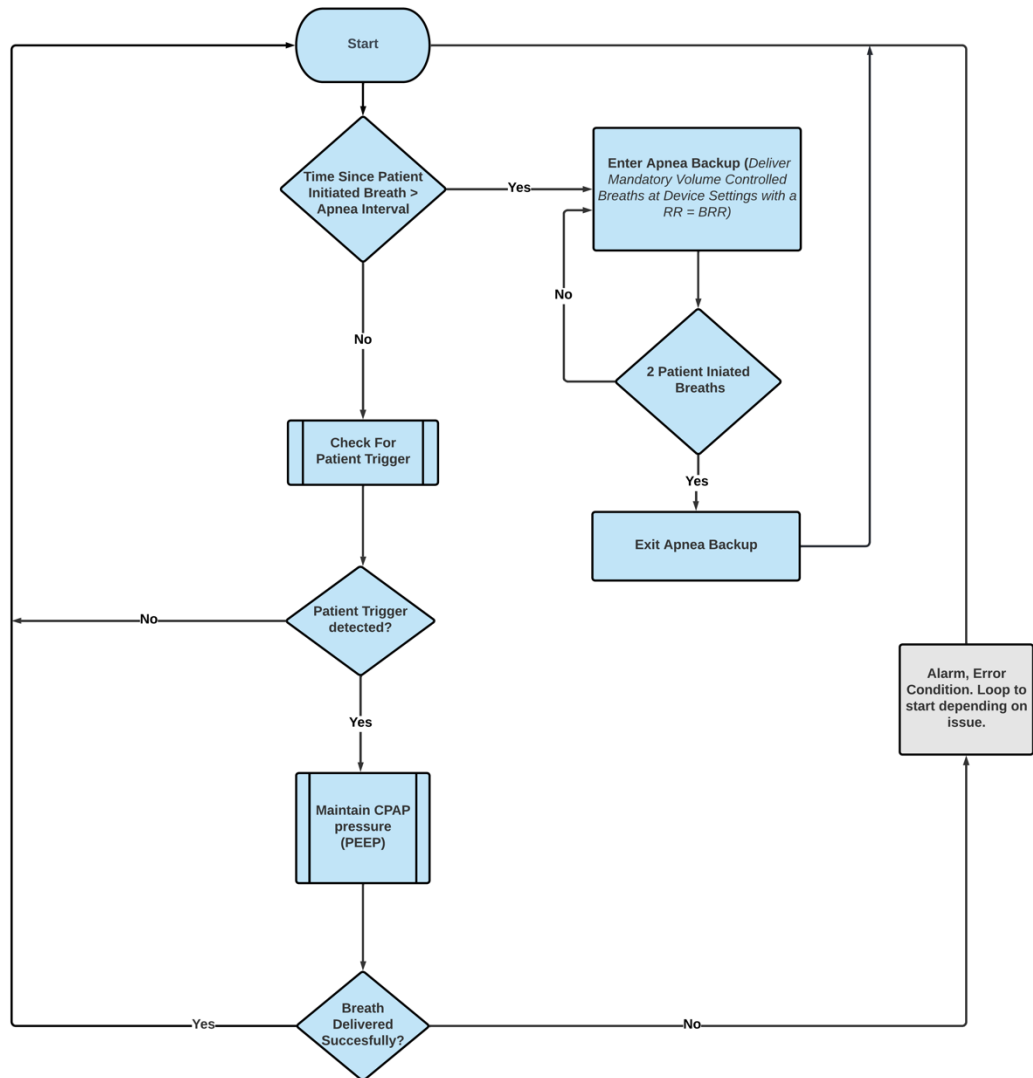 Start
Time Since Patient
Initiated Breath >
Apnea Interval
Yes
Enter Apnea Backup (Deliver
Mandatory Volume Controlled
Breaths at Device Settings with a
RR = BRR)
No
No
2 Patient Iniated
Breaths
Check For
Patient Trigger
Yes
Exit Apnea Backup
Patient Trigger
detected?
No
Yes
Alarm, Error
Condition. Loop to
start depending on
issue.
Maintain CPAP
pressure
(PEEP)
Breath
Delivered
Succesfully?
Yes
No